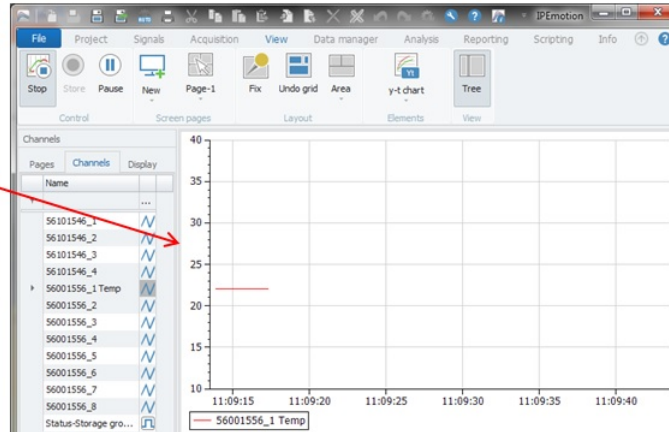 IPEmotion
File Project Signals Acquisition View Data manager Analysis Reporting Scripting Info
Stop Store Pause New Page-1 Fix Undo grid Area y-t chart Tree
Control Screen pages Layout Elements View
Channels
Pages Channels Display
Name
...
56101546_1
56101546_2
56101546_3
56101546_4
56001556_1 Temp
56001556_2
56001556_3
56001556_4
56001556_5
56001556_6
56001556_7
56001556_8
Status-Storage gro...
40
35
30
25
20
15
10
11:09:15 11:09:20 11:09:25 11:09:30 11:09:35 11:09:40
56001556_1 Temp